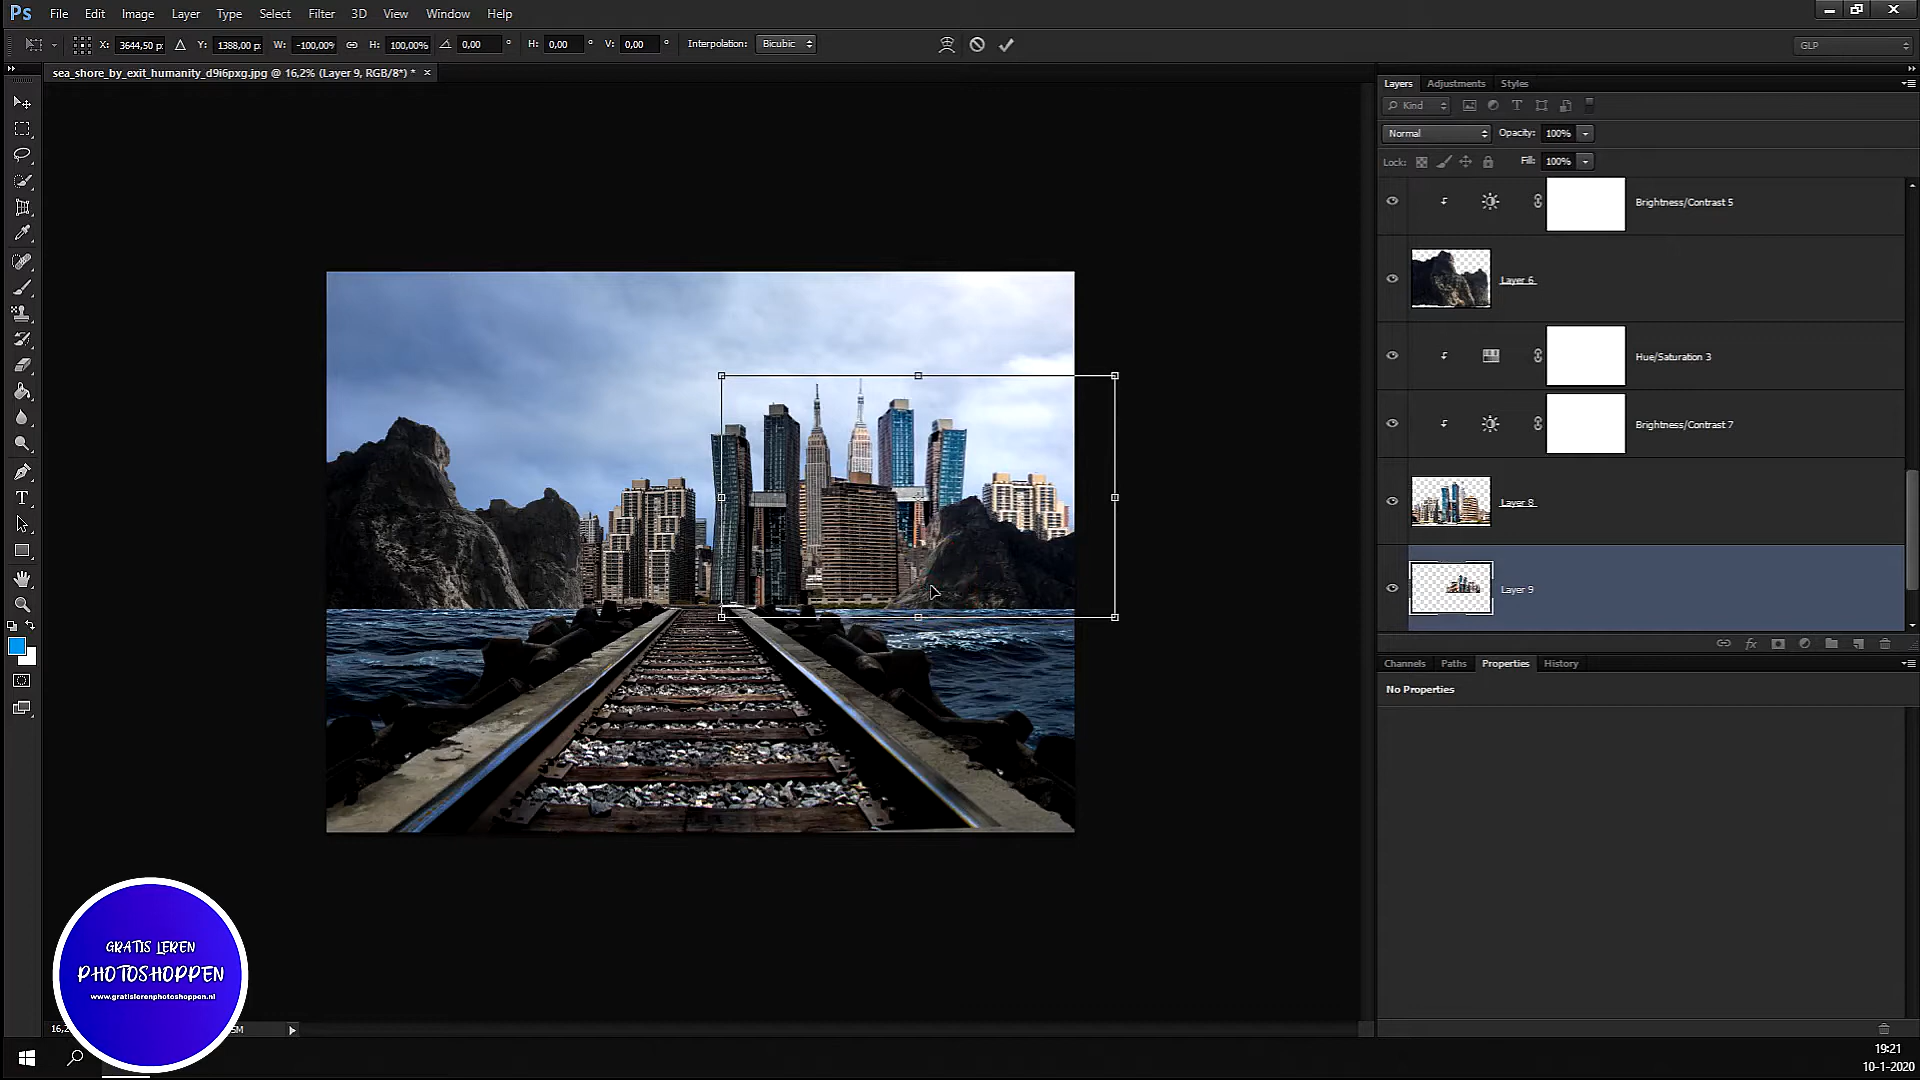 Ps File Edit Image Layer Type Select Filter 3D View Window Help
X: 3644,50 p: Y: 1388,00 p: W: -100,00% H: 100,00% 0,00 ° H: 0,00 ° V: 0,00 ° Interpolation: Bicubic GLP
sea_shore_by_exit_humanity_d9i6pxg.jpg @ 16,2% (Layer 9, RGB/8*) * ×
Layers Adjustments Styles
Kind
Normal Opacity: 100%
Lock: Fill: 100%
Brightness/Contrast 5
Layer 6
Hue/Saturation 3
Brightness/Contrast 7
Layer 8
Layer 9
Channels Paths Properties History
No Properties
GRATIS LEREN
PHOTOSHOPPEN
www.gratislerenphotoshoppen.nl
19:21
10-1-2020